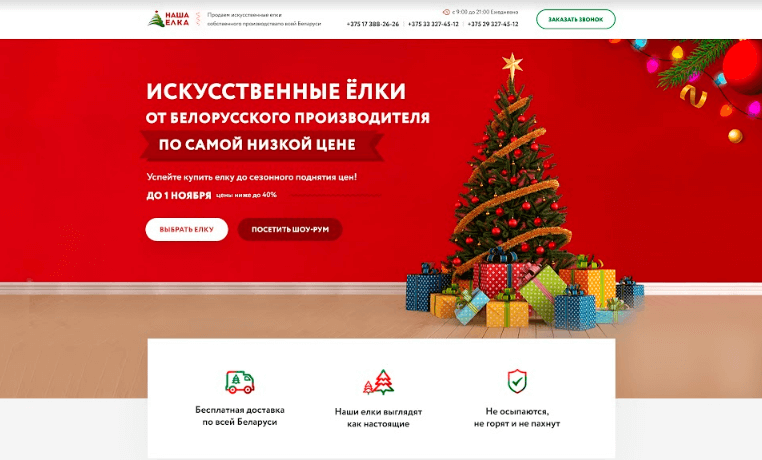 НАША
ЕЛКА
Продаем искусственные елки
собственного производства по всей Беларуси
с 9:00 до 21:00 Ежедневно
+375 17 388-26-26 | +375 33 327-45-12 | +375 29 327-45-12
ЗАКАЗАТЬ ЗВОНОК
ИСКУССТВЕННЫЕ ЁЛКИ
ОТ БЕЛОРУССКОГО ПРОИЗВОДИТЕЛЯ
ПО САМОЙ НИЗКОЙ ЦЕНЕ
Успейте купить елку до сезонного поднятия цен!
ДО 1 НОЯБРЯ цены ниже до 40%
ВЫБРАТЬ ЕЛКУ
ПОСЕТИТЬ ШОУ-РУМ
Бесплатная доставка
по всей Беларуси
Наши елки выглядят
как настоящие
Не осыпаются,
не горят и не пахнут